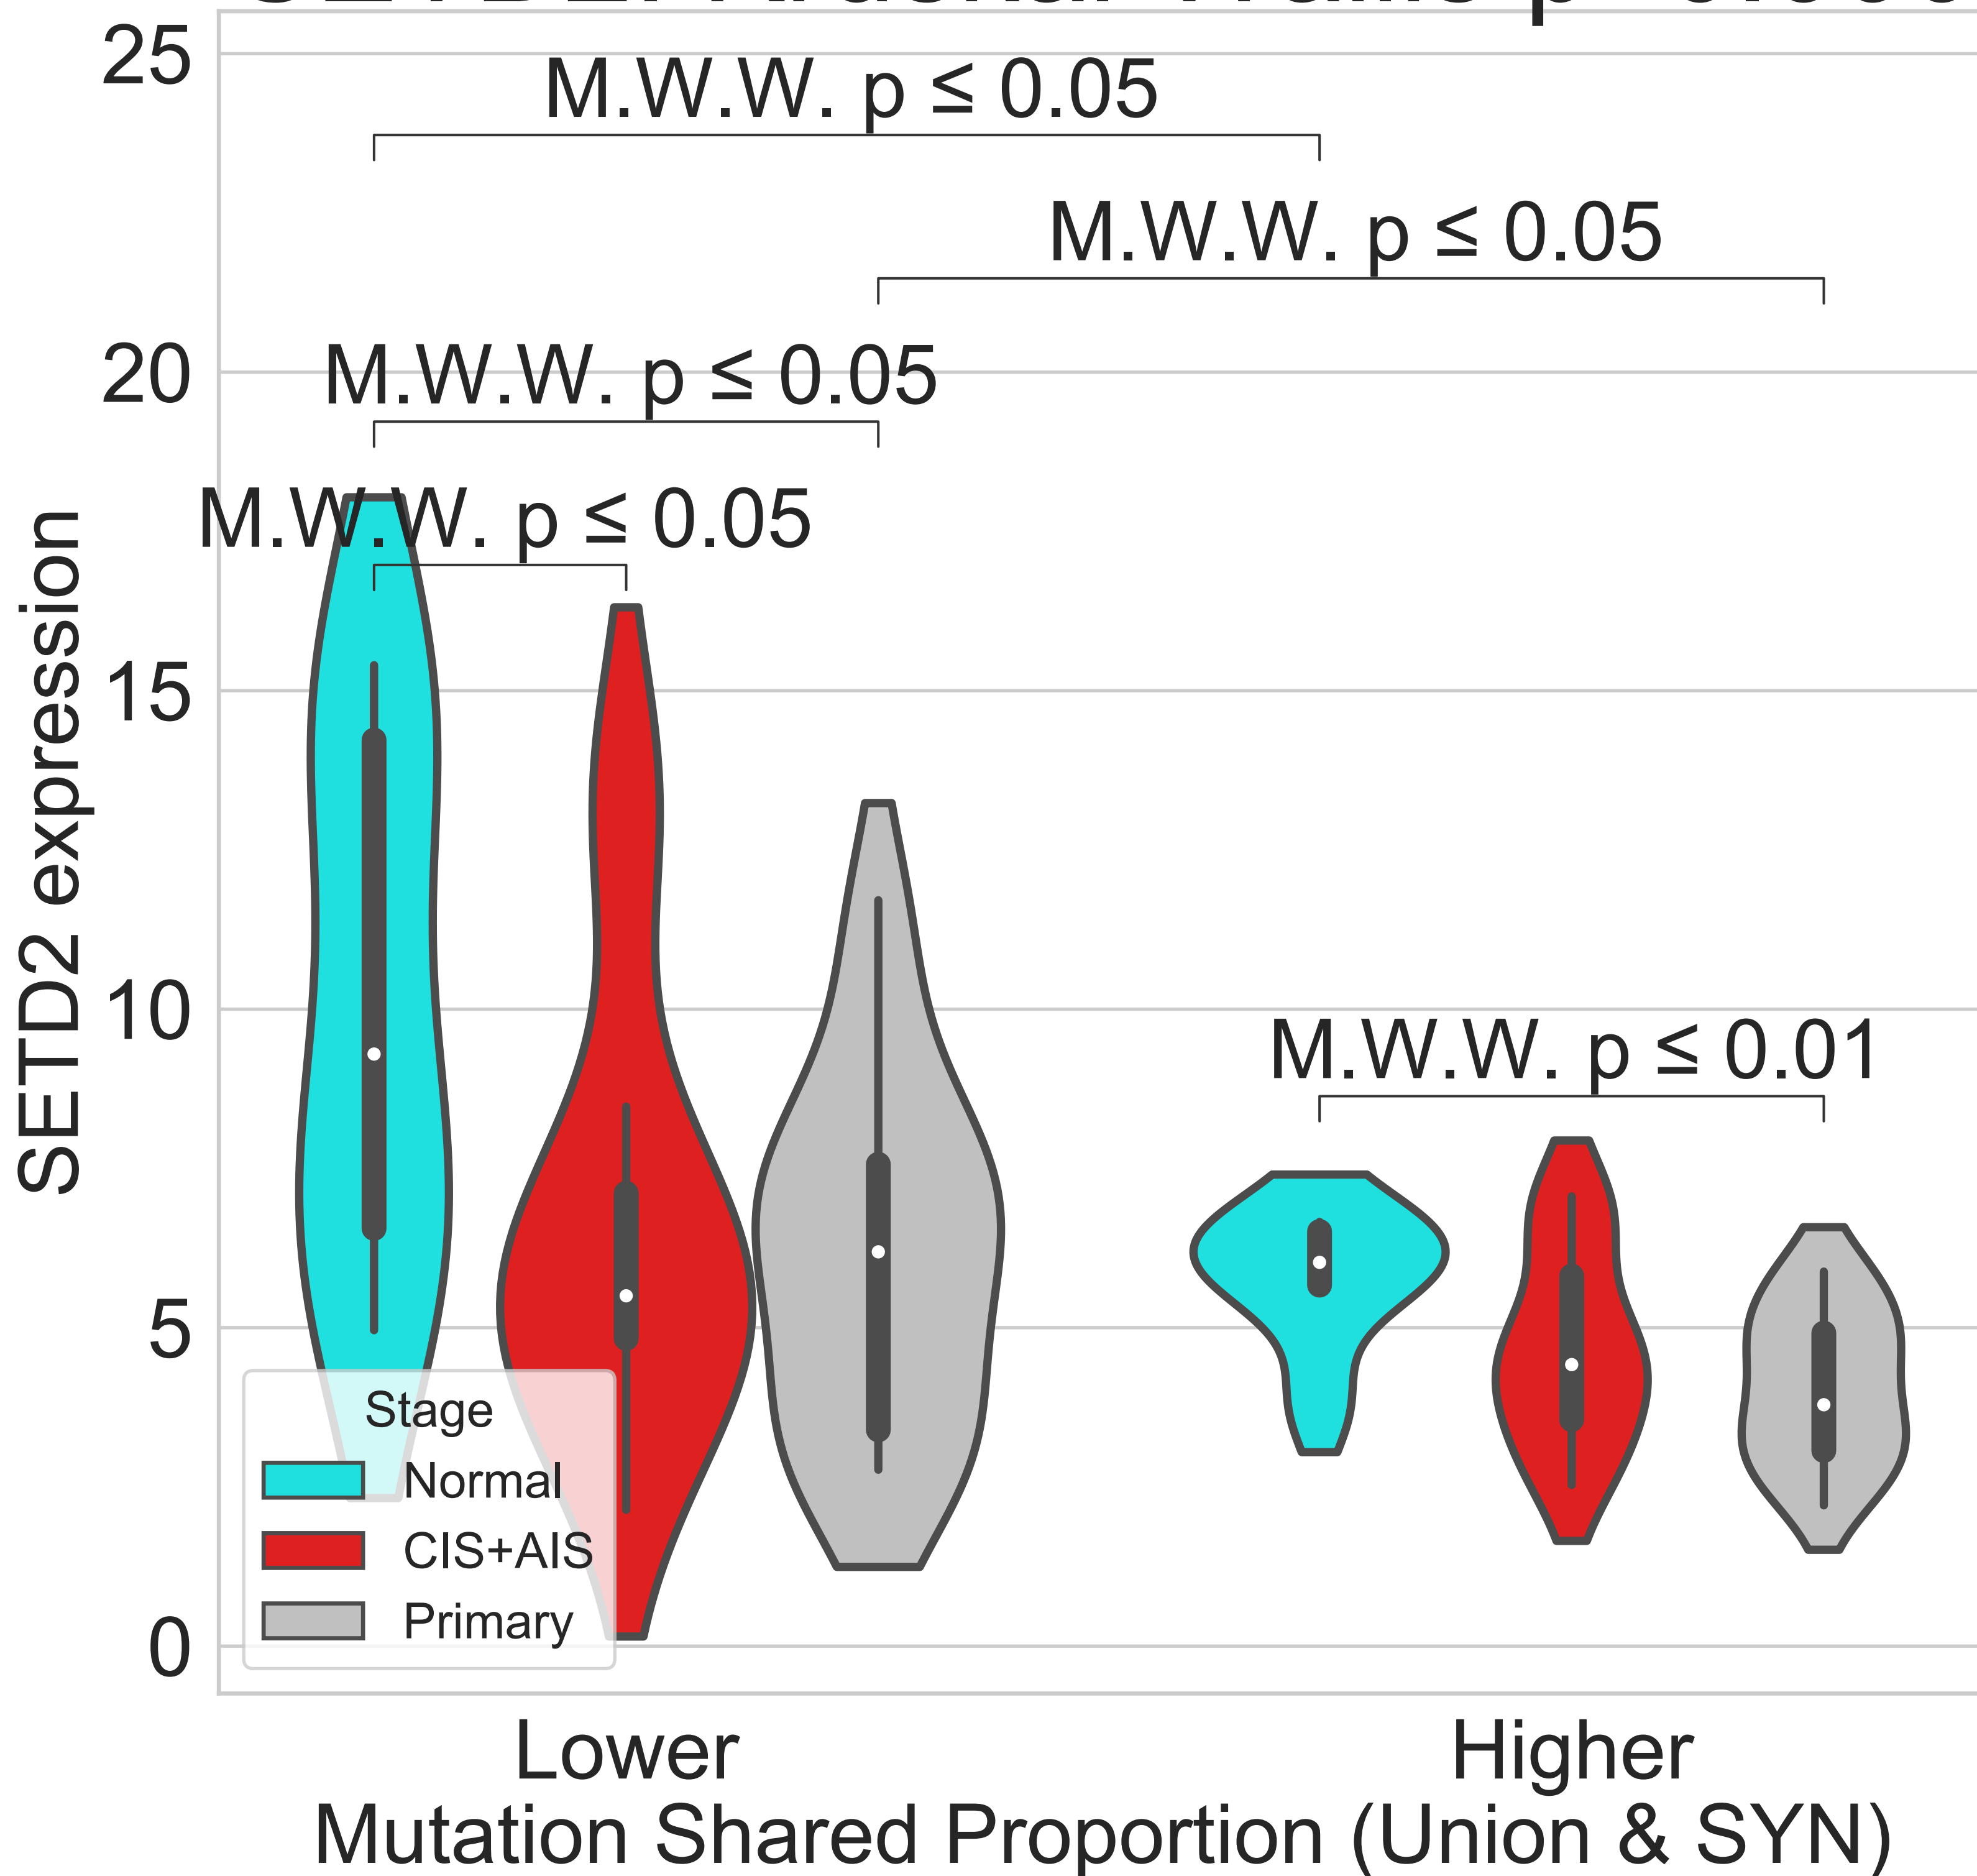 25
M.W.W. p ≤ 0.05
M.W.W. p ≤ 0.05
20
M.W.W. p ≤ 0.05
M.W.W. p ≤ 0.05
SETD2 expression
15
10
M.W.W. p ≤ 0.01
5
Stage
Normal
CIS+AIS
Primary
0
Lower
Higher
Mutation Shared Proportion (Union & SYN)